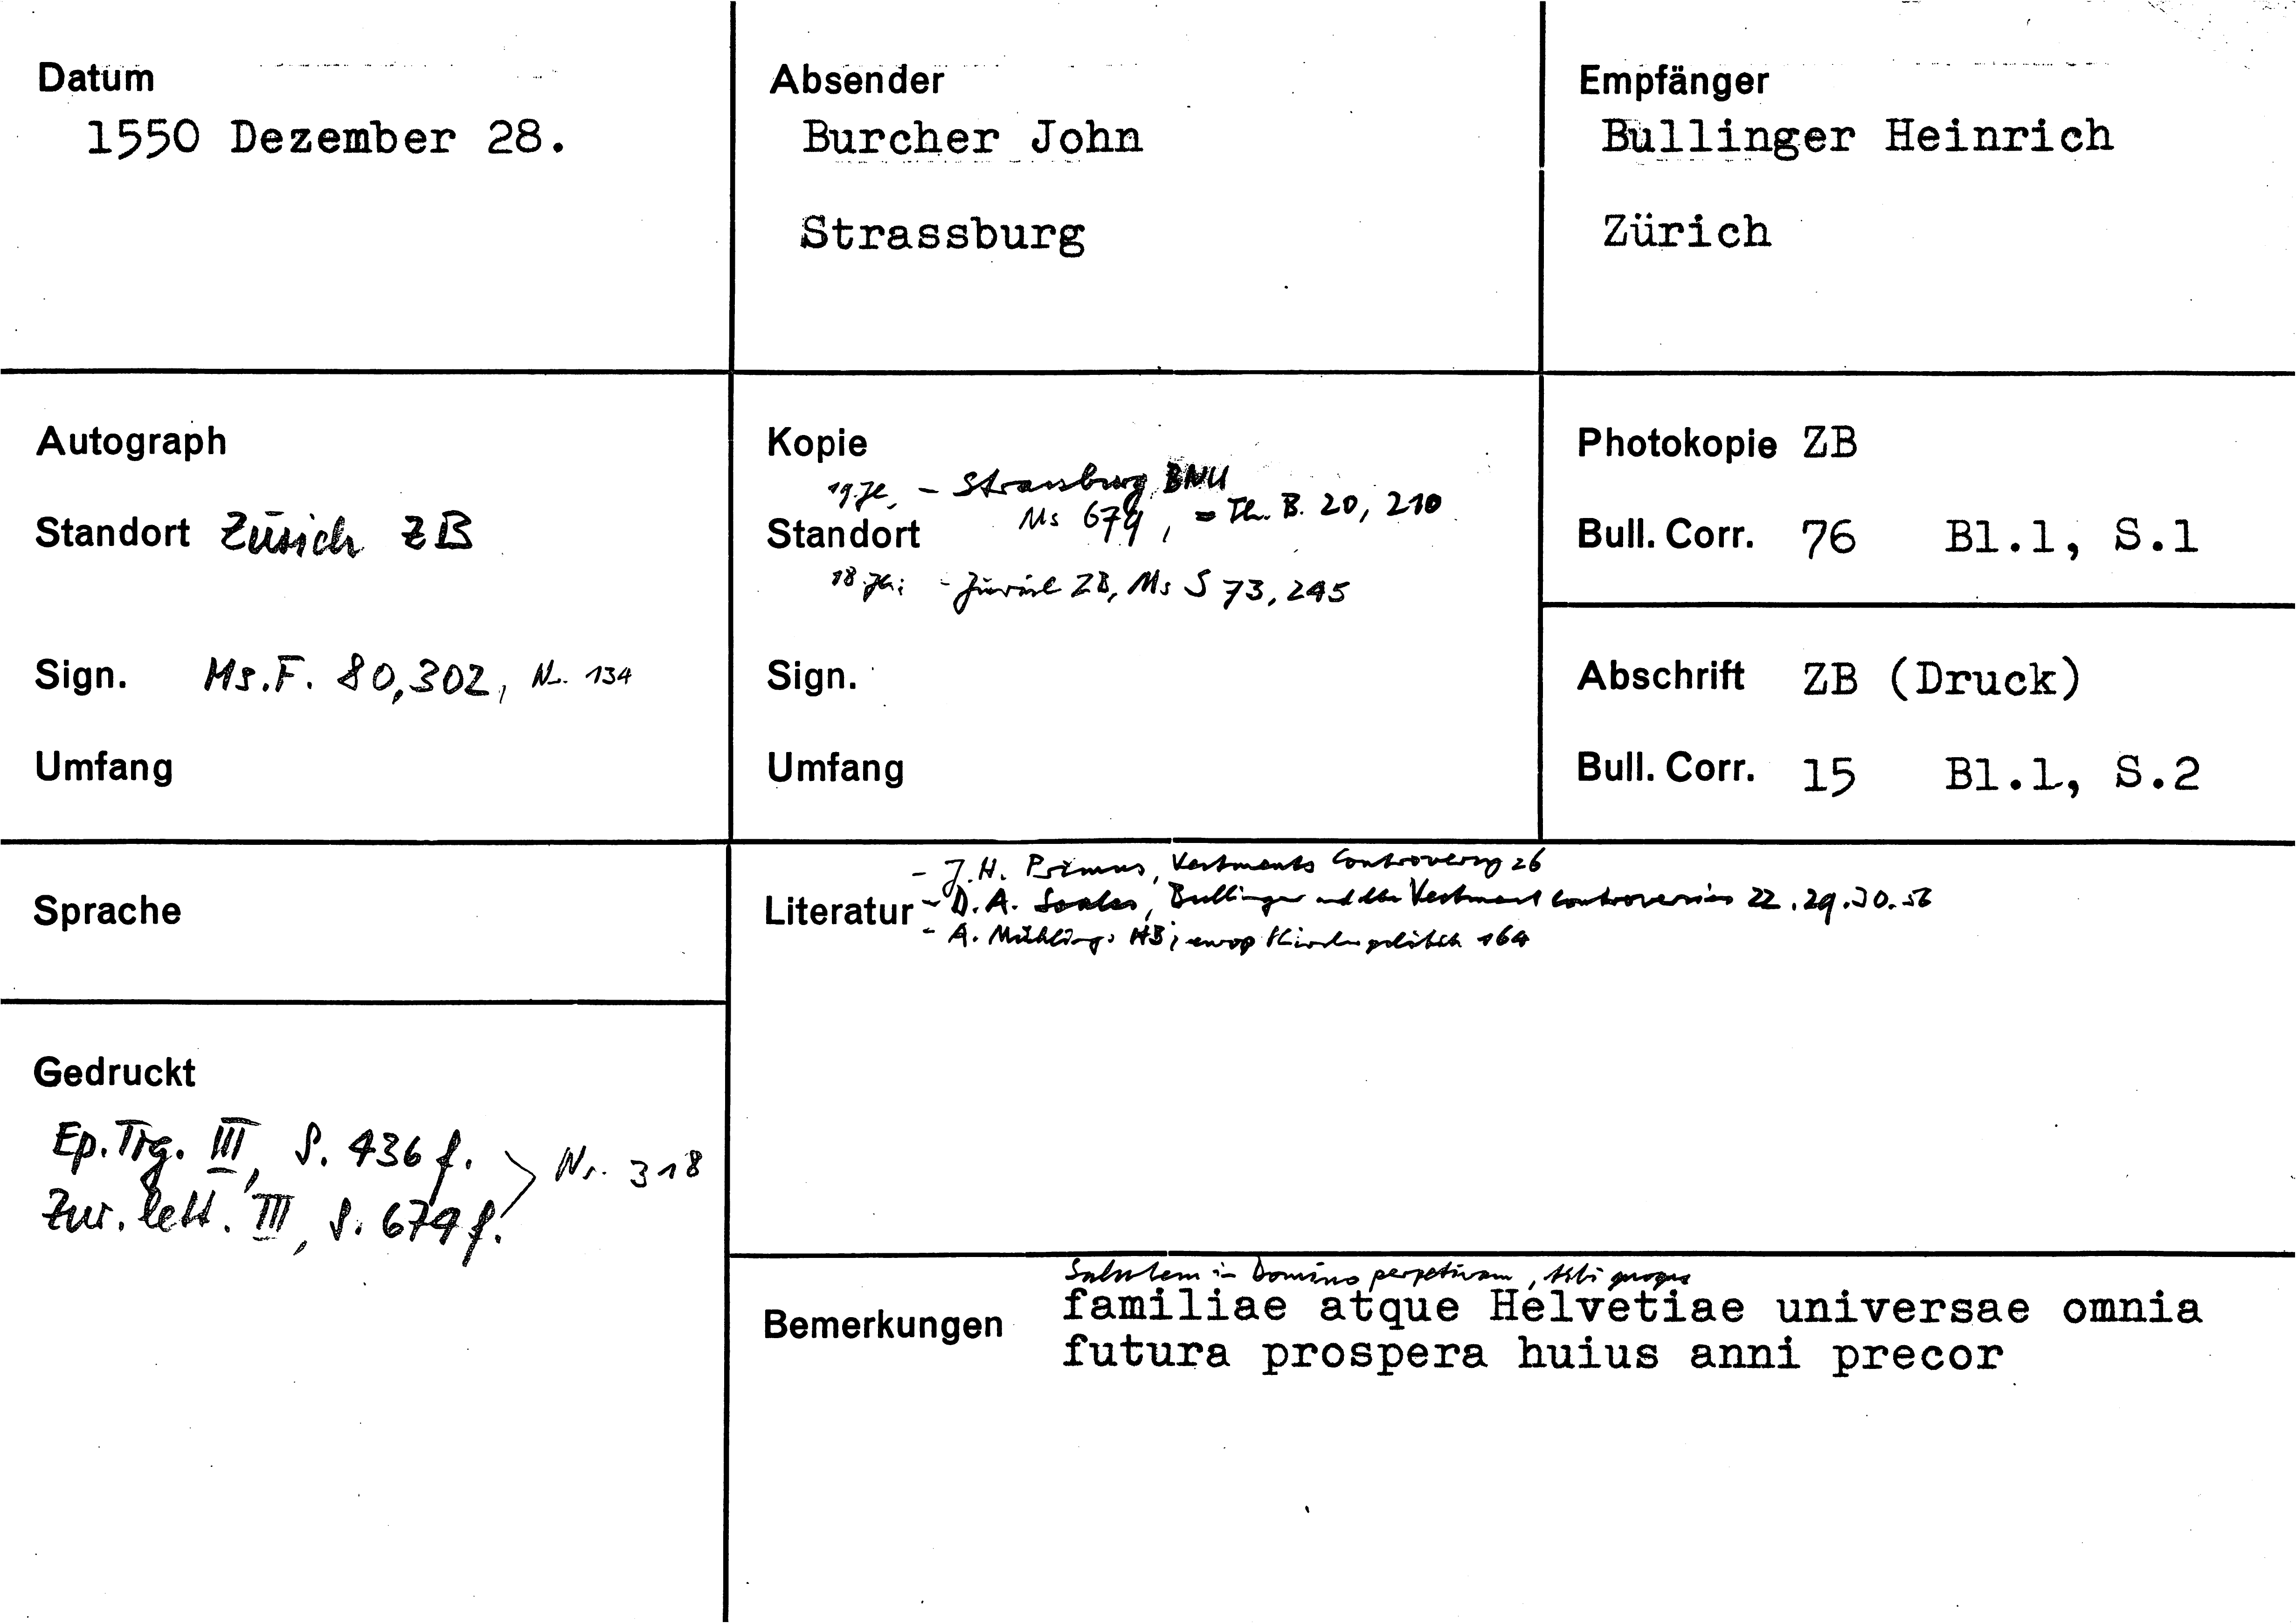 Datum
1550 Dezember 28.
Absender
Burcher John
Strassburg
Empfänger
Bullinger Heinrich
Zürich
Autograph
Standort Zürich ZB
Sign. Ms.F. 80,302, Nr. 134
Umfang
Kopie
19. Jh. - Strassburg BNU
Ms 679, = Th. B. 20, 210
Standort
18. Jh: - Zürich ZB, Ms S 73, 245
Sign.
Umfang
Photokopie ZB
Bull. Corr. 76 Bl.1, S.1
Abschrift ZB (Druck)
Bull. Corr. 15 Bl.1, S.2
Sprache
Gedruckt
Ep. Trg. III, S. 436 f.
Zur. lett. III, S. 679 f.
Nr. 318
- J.H. Primus, Vestments Controversy 26
Literatur - D.A. Bullinger and the Vestment controversies 22.29.30.56
- A. Mühling: HB; europ Kirchenpolitik 164
Salutem in Domino perpetuam, tibi
Bemerkungen familiae atque Helvetiae universae omnia
futura prospera huius anni precor